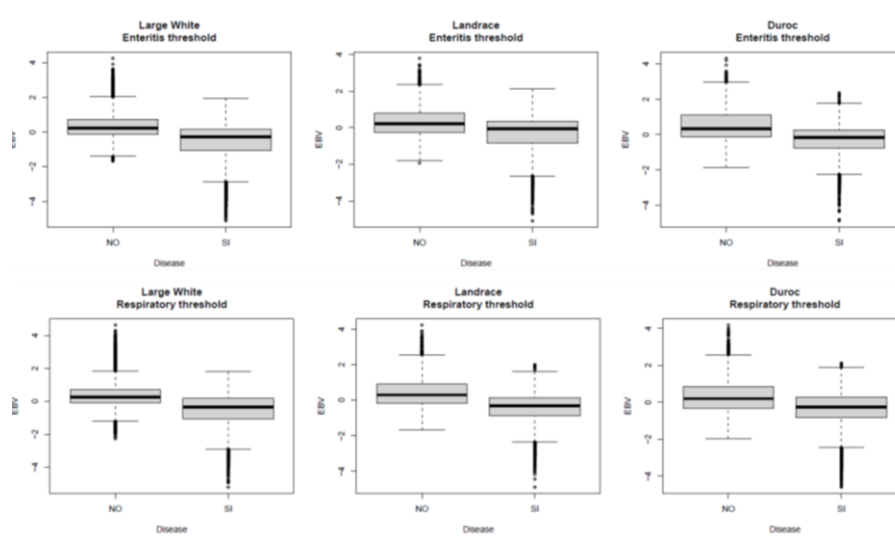 Large White
Enteritis threshold
EBV
4
2
0
-2
-4
NO SI
Disease
Landrace
Enteritis threshold
EBV
4
2
0
-2
-4
NO SI
Disease
Duroc
Enteritis threshold
EBV
4
2
0
-2
-4
NO SI
Disease
Large White
Respiratory threshold
EBV
4
2
0
-2
-4
NO SI
Disease
Landrace
Respiratory threshold
EBV
4
2
0
-2
-4
NO SI
Disease
Duroc
Respiratory threshold
EBV
4
2
0
-2
-4
NO SI
Disease